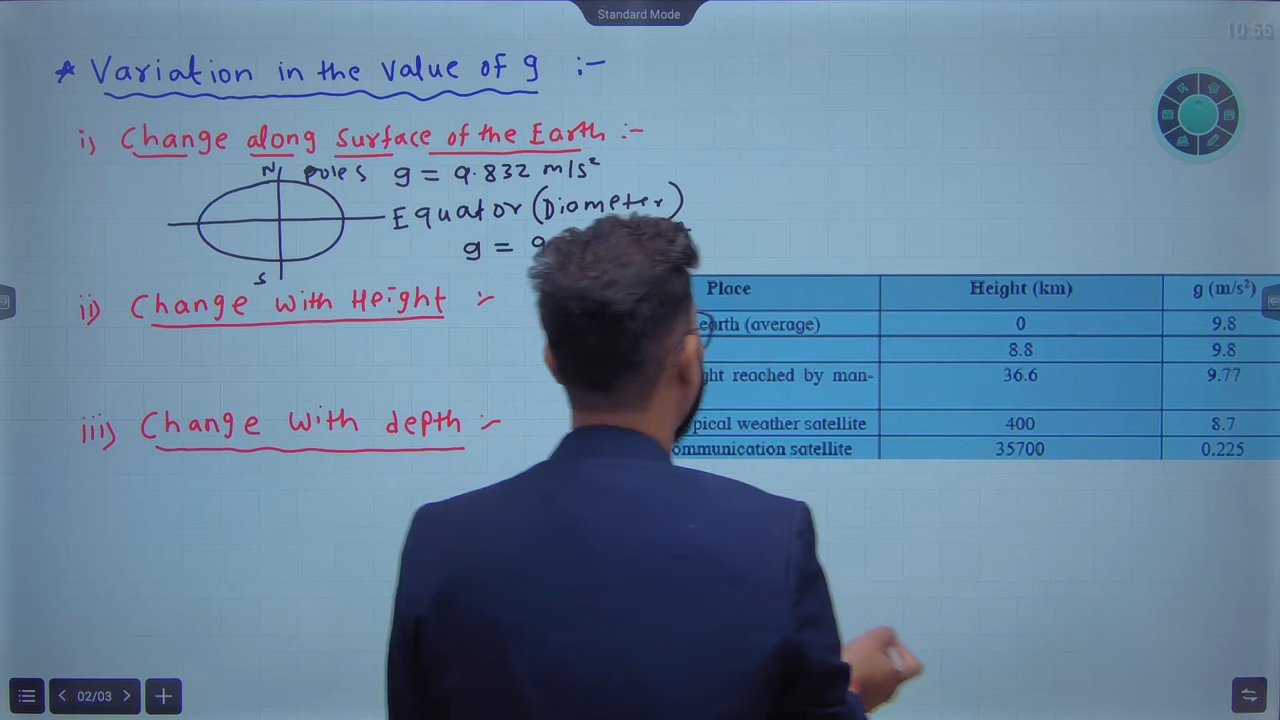 Standard Mode
10:55
* Variation in the value of g :-
i) Change along surface of the Earth :-
N poles g = 9.832 m/s²
Equator (Diometer)
g = 9
S
ii) Change with Height :-
Place Height (km) g (m/s²)
earth (average) 0 9.8
8.8 9.8
ght reached by man- 36.6 9.77
pical weather satellite 400 8.7
ommunication satellite 35700 0.225
iii) Change with depth :-
02/03